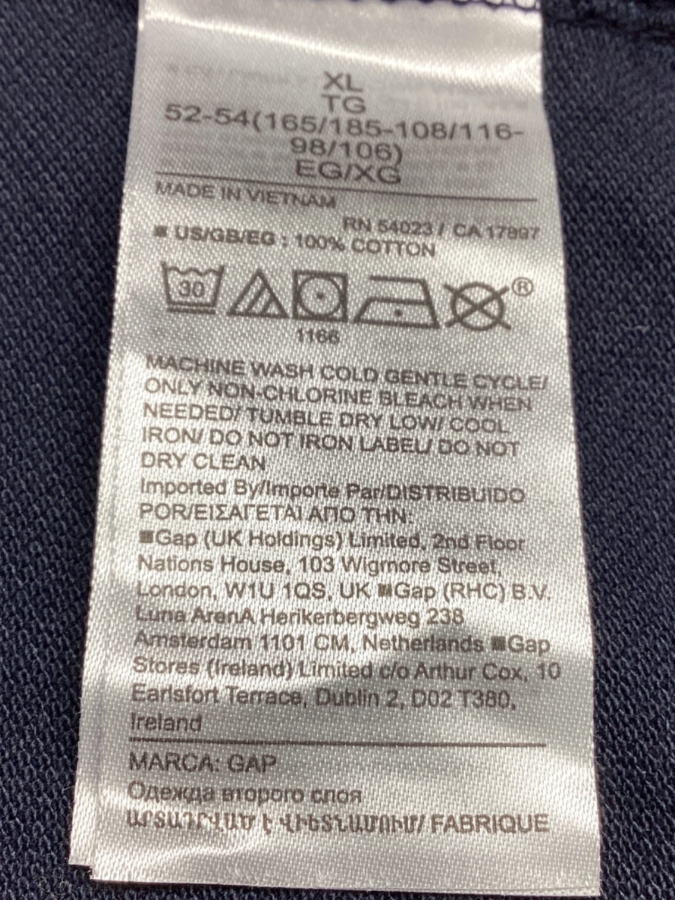 XL
TG
52-54(165/185-108/116-
98/106)
EG/XG
MADE IN VIETNAM
RN 54023 / CA 17897
■ US/GB/EG : 100% COTTON
30
®
1166
MACHINE WASH COLD GENTLE CYCLE/
ONLY NON-CHLORINE BLEACH WHEN
NEEDED/ TUMBLE DRY LOW/ COOL
IRON/ DO NOT IRON LABEL/ DO NOT
DRY CLEAN
Imported By/Importe Par/DISTRIBUIDO
POR/ΕΙΣΑΓΕΤΑΙ ΑΠΟ ΤΗΝ:
■Gap (UK Holdings) Limited, 2nd Floor
Nations House, 103 Wigmore Street,
London, W1U 1QS, UK ■Gap (RHC) B.V.
Luna ArenA Herikerbergweg 238
Amsterdam 1101 CM, Netherlands ■Gap
Stores (Ireland) Limited c/o Arthur Cox, 10
Earlsfort Terrace, Dublin 2, D02 T380,
Ireland
MARCA: GAP
Одежда второго слоя
ԱՐՏԱԴՐՎԱԾ Է ՎԻԵՏՆԱՄՈՒՄ/ FABRIQUE